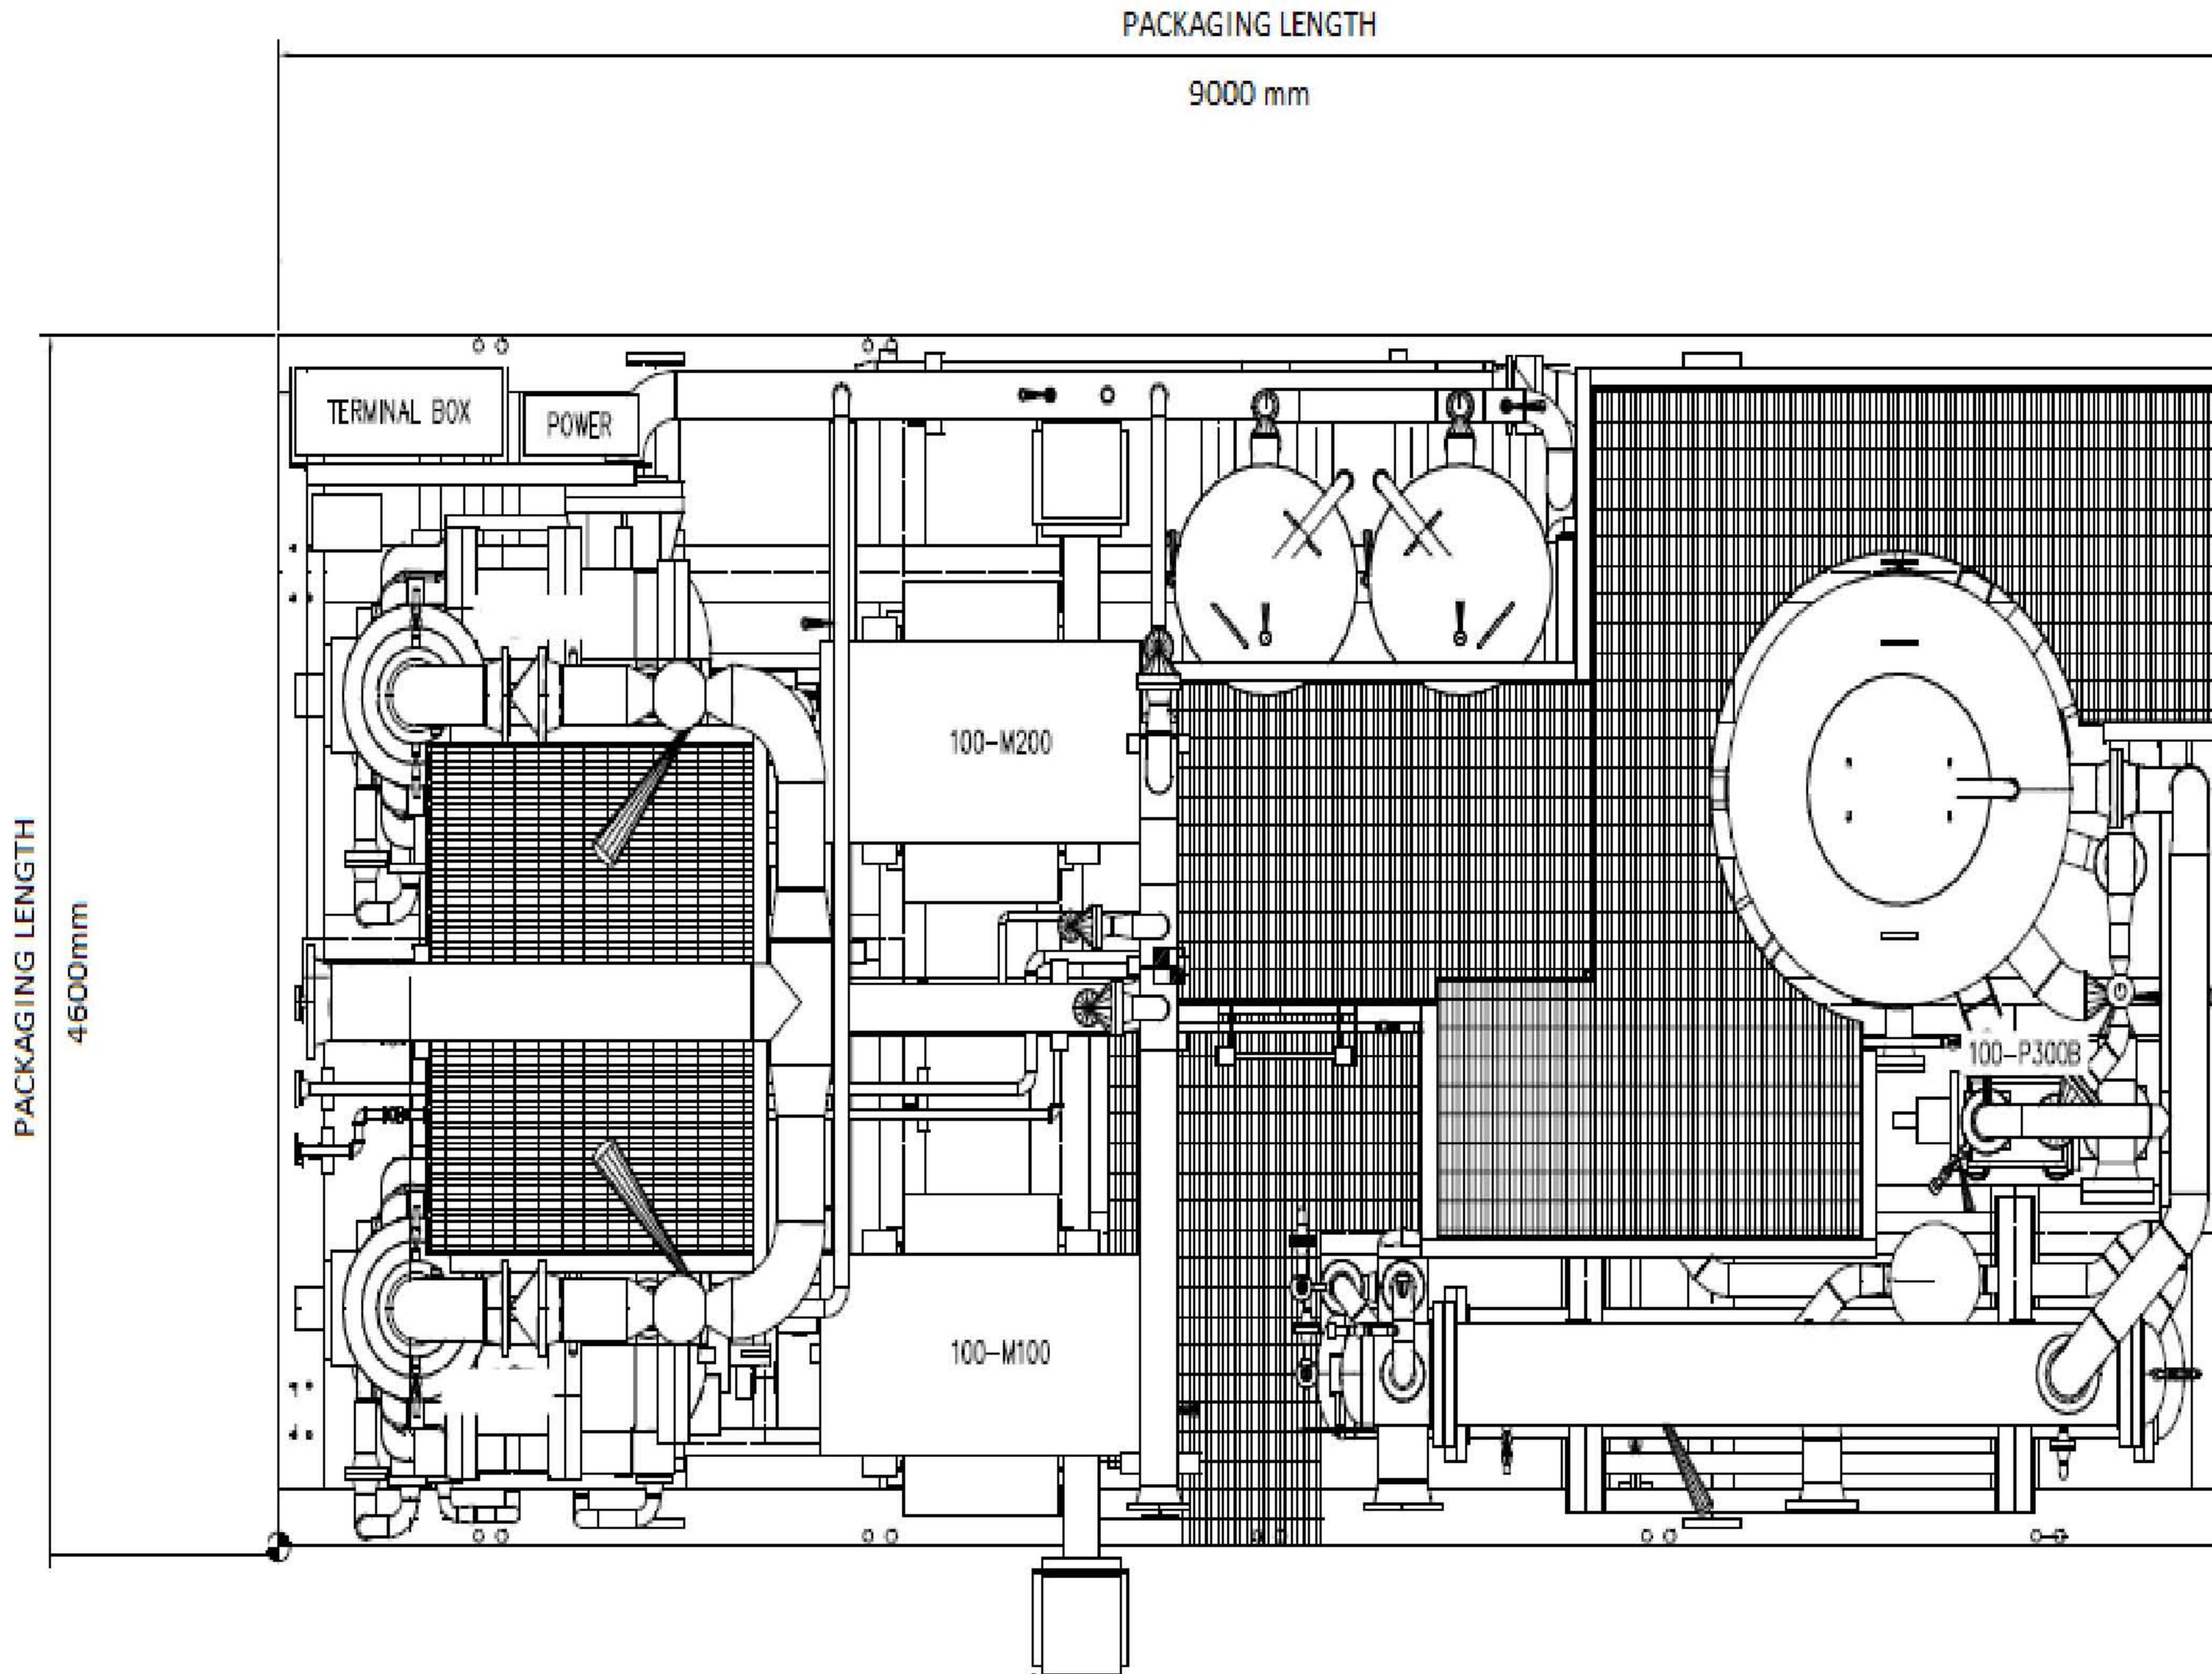 PACKAGING LENGTH
9000 mm
TERMINAL BOX
POWER
100-M200
PACKAGING LENGTH
4600mm
100-P300B
100-M100